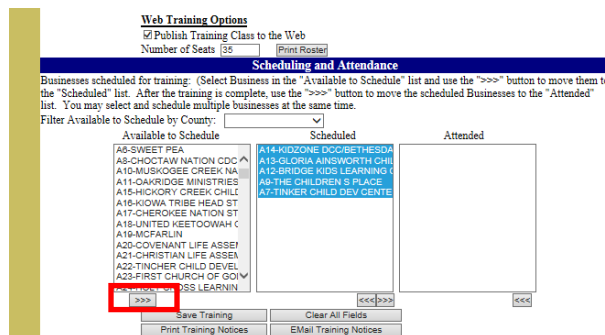 Web Training Options
Publish Training Class to the Web
Number of Seats 35 Print Roster
Scheduling and Attendance
Businesses scheduled for training: (Select Business in the "Available to Schedule" list and use the ">>>" button to move them to
the "Scheduled" list. After the training is complete, use the ">>>" button to move the scheduled Businesses to the "Attended"
list. You may select and schedule multiple businesses at the same time.
Filter Available to Schedule by County:
Available to Schedule Scheduled Attended
A6-SWEET PEA A14-KIDZONE DCC/BETHESDA
A8-CHOCTAW NATION CDC A13-GLORIA AINSWORTH CHIL
A10-MUSKOGEE CREEK NA A12-BRIDGE KIDS LEARNING C
A11-OAKRIDGE MINISTRIES A9-THE CHILDREN S PLACE
A15-HICKORY CREEK CHILD A7-TINKER CHILD DEV CENTE
A16-KIOWA TRIBE HEAD ST
A17-CHEROKEE NATION ST
A18-UNITED KEETOOWAH C
A19-MCFARLIN
A20-COVENANT LIFE ASSEM
A21-CHRISTIAN LIFE ASSEM
A22-TINCHER CHILD DEVEL
A23-FIRST CHURCH OF GOD
A24-HOLY CROSS LEARNIN
>>> <<< >>> <<<
Save Training Clear All Fields
Print Training Notices EMail Training Notices